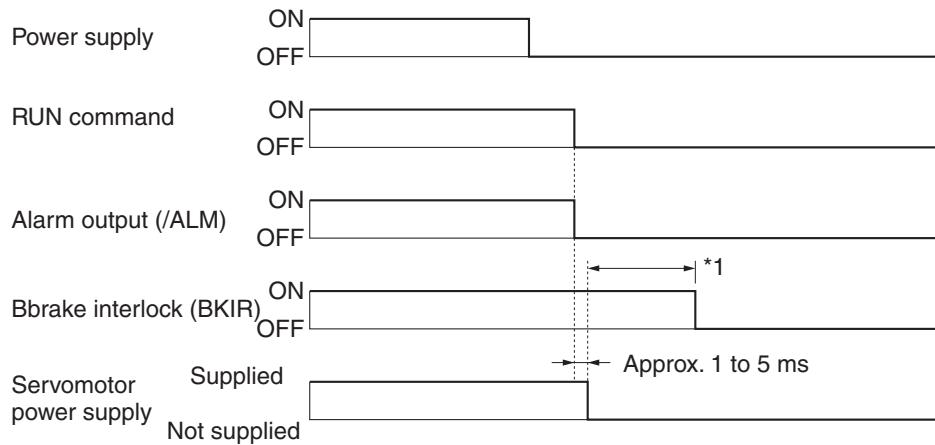 ON
Power supply
OFF
ON
RUN command
OFF
ON
Alarm output (/ALM)
OFF
*1
ON
Bbrake interlock (BKIR)
OFF
Approx. 1 to 5 ms
Supplied
Servomotor
power supply
Not supplied